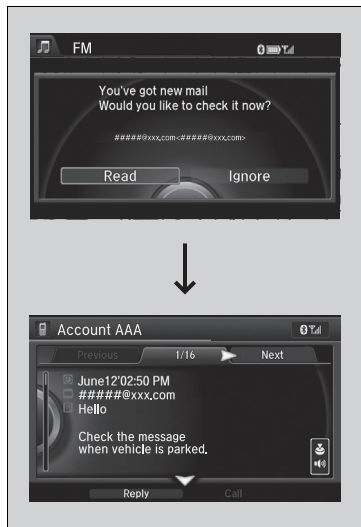 FM
You've got new mail
Would you like to check it now?
#####@xxx.com<#####@xxx.com>
Read
Ignore
Account AAA
Previous
1/16
Next
June12'02:50 PM
#####@xxx.com
Hello
Check the message
when vehicle is parked.
Reply
Call